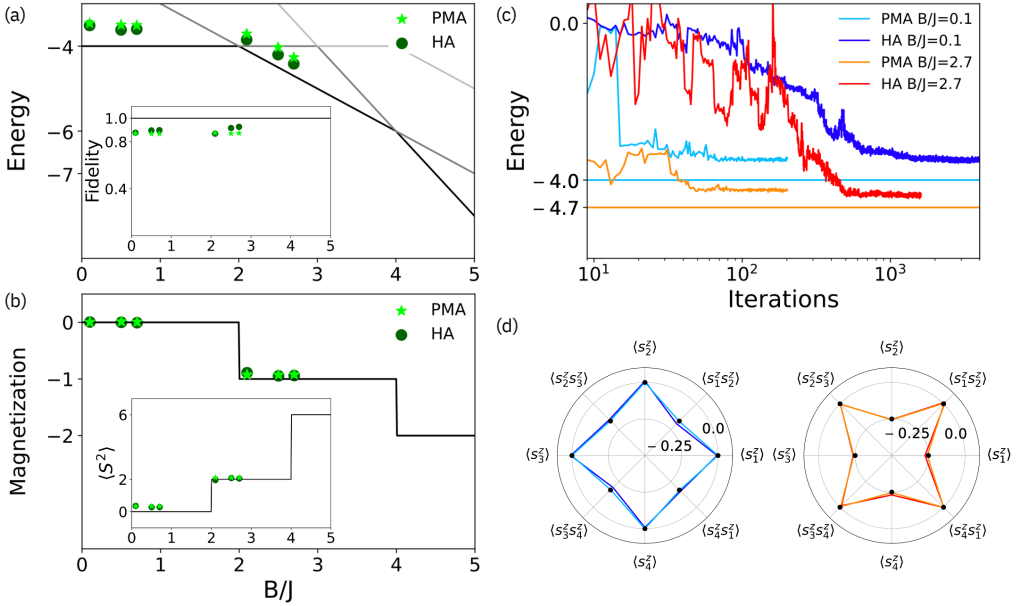 (a)
PMA
HA
Energy
−4
−6
−7
Fidelity
1.0
0.8
0.4
0 1 2 3 4 5
0 1 2 3 4 5
(b)
PMA
HA
Magnetization
0
−1
−2
⟨S²⟩
6
4
2
0
0 1 2 3 4 5
0 1 2 3 4 5
B/J
(c)
PMA B/J=0.1
HA B/J=0.1
PMA B/J=2.7
HA B/J=2.7
Energy
0.0
−4.0
−4.7
10¹ 10² 10³
Iterations
(d)
⟨s₂ᶻ⟩
⟨s₂ᶻs₃ᶻ⟩ ⟨s₁ᶻs₂ᶻ⟩
⟨s₃ᶻ⟩ −0.25 0.0 ⟨s₁ᶻ⟩
⟨s₃ᶻs₄ᶻ⟩ ⟨s₄ᶻs₁ᶻ⟩
⟨s₄ᶻ⟩
⟨s₂ᶻ⟩
⟨s₂ᶻs₃ᶻ⟩ ⟨s₁ᶻs₂ᶻ⟩
⟨s₃ᶻ⟩ −0.25 0.0 ⟨s₁ᶻ⟩
⟨s₃ᶻs₄ᶻ⟩ ⟨s₄ᶻs₁ᶻ⟩
⟨s₄ᶻ⟩